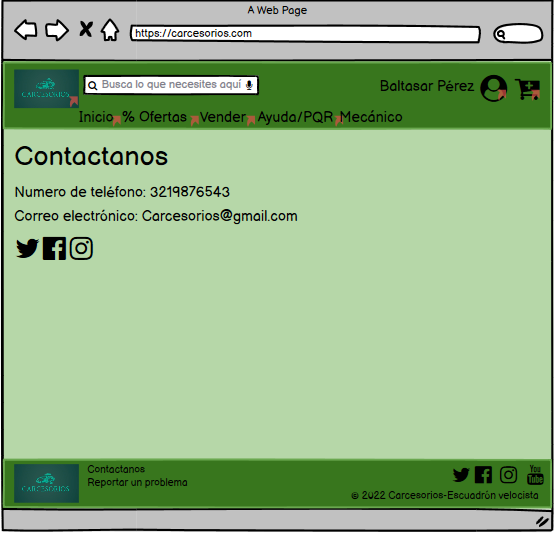 A Web Page
https://carcesorios.com
CARCESORIOS
Busca lo que necesites aquí
Baltasar Pérez
Inicio % Ofertas Vender Ayuda/PQR Mecánico
Contactanos
Numero de teléfono: 3219876543
Correo electrónico: Carcesorios@gmail.com
CARCESORIOS
Contactanos
Reportar un problema
You
Tube
© 2022 Carcesorios-Escuadrón velocista